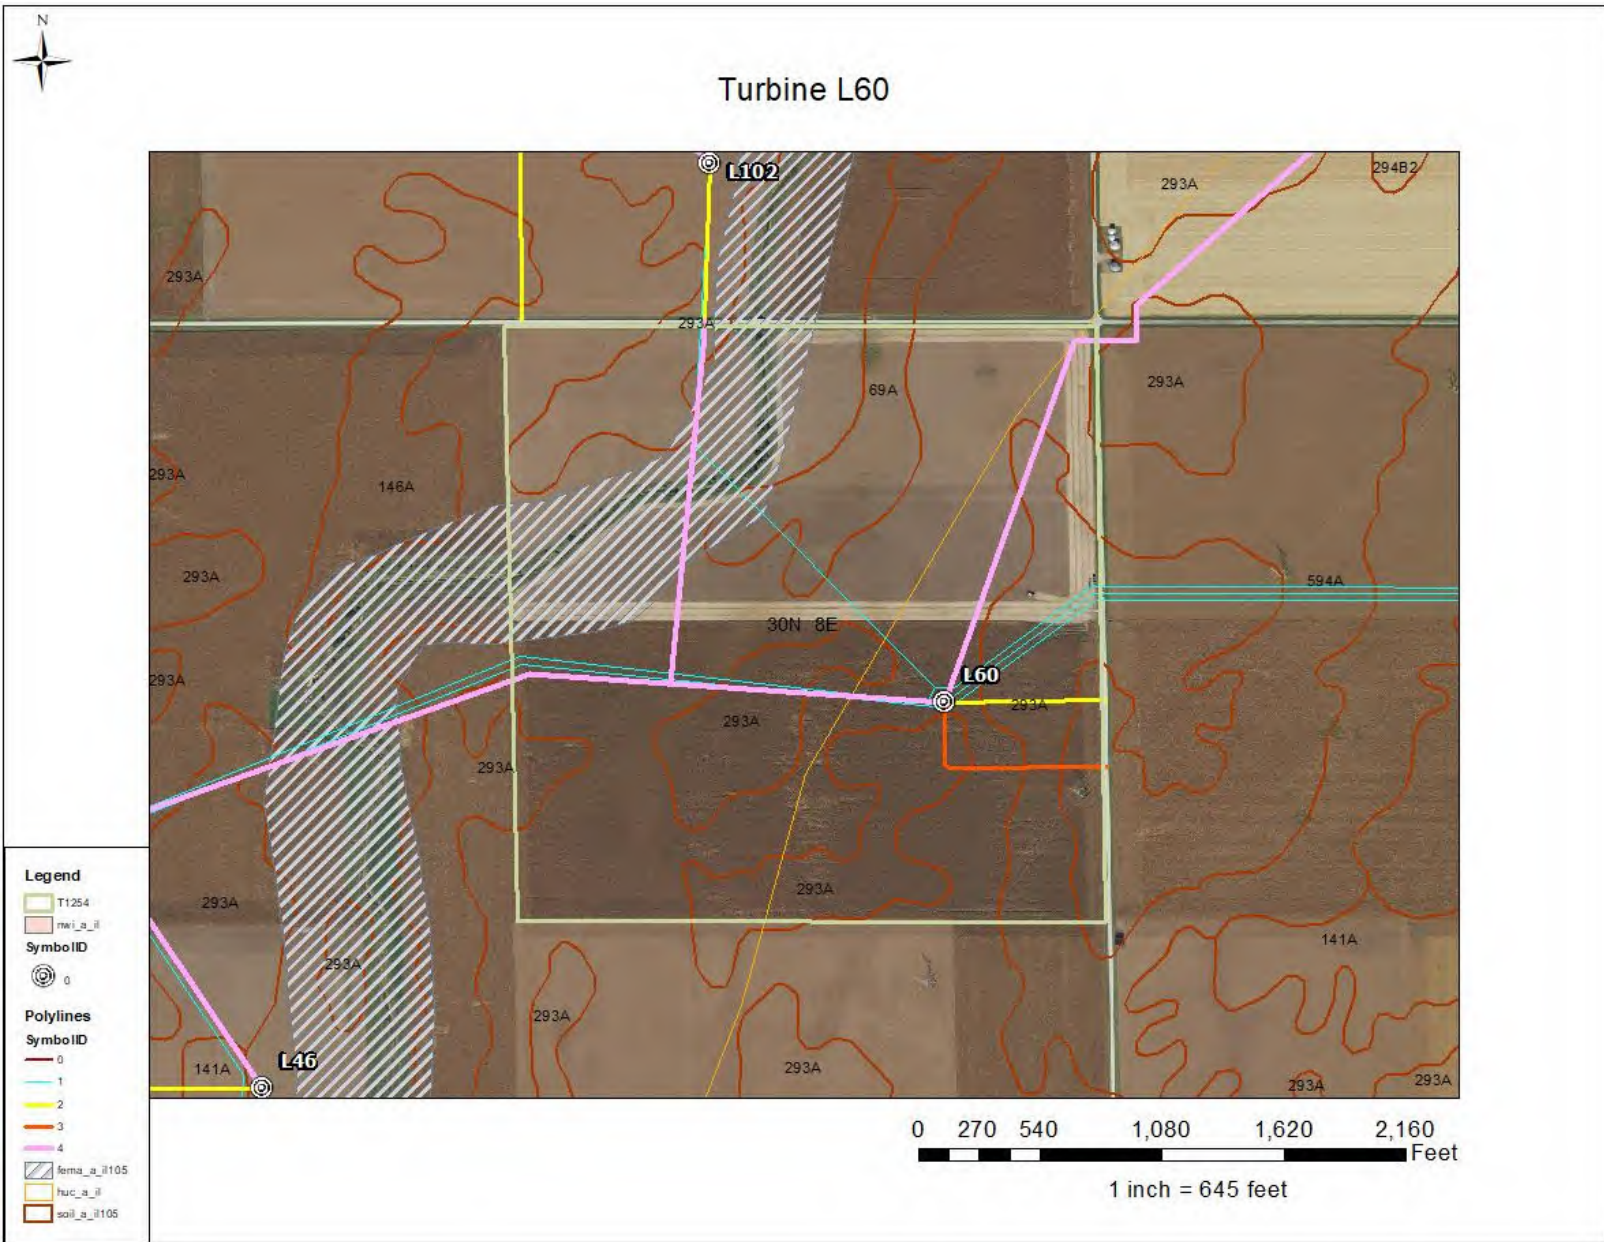 N
Turbine L60
L102
293A
294B2
293A
293A
69A
293A
293A
146A
293A
594A
30N 8E
293A
L60
293A
293A
293A
293A
293A
141A
293A
293A
L46
141A
293A
293A
293A
Legend
T1254
nwi_a_il
SymbolID
0
Polylines
SymbolID
0
1
2
3
4
fema_a_il105
huc_a_il
soil_a_il105
0 270 540 1,080 1,620 2,160
Feet
1 inch = 645 feet